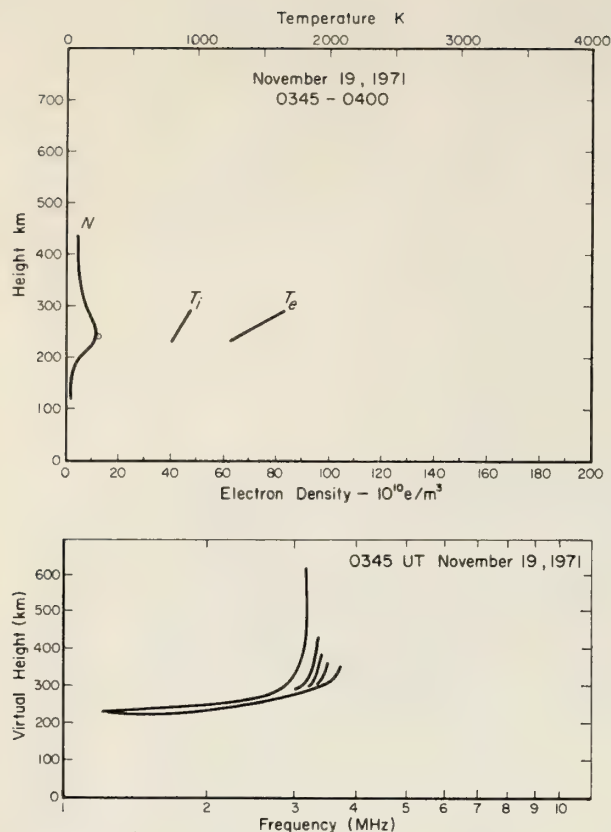 Temperature K
0 1000 2000 3000 4000
November 19, 1971
0345 – 0400
700
600
500
400
300
200
100
0
Height km
N
Ti
Te
0 20 40 60 80 100 120 140 160 180 200
Electron Density – 10¹⁰e/m³
0345 UT November 19, 1971
600
500
400
300
200
100
0
Virtual Height (km)
1 2 3 4 5 6 7 8 9 10
Frequency (MHz)